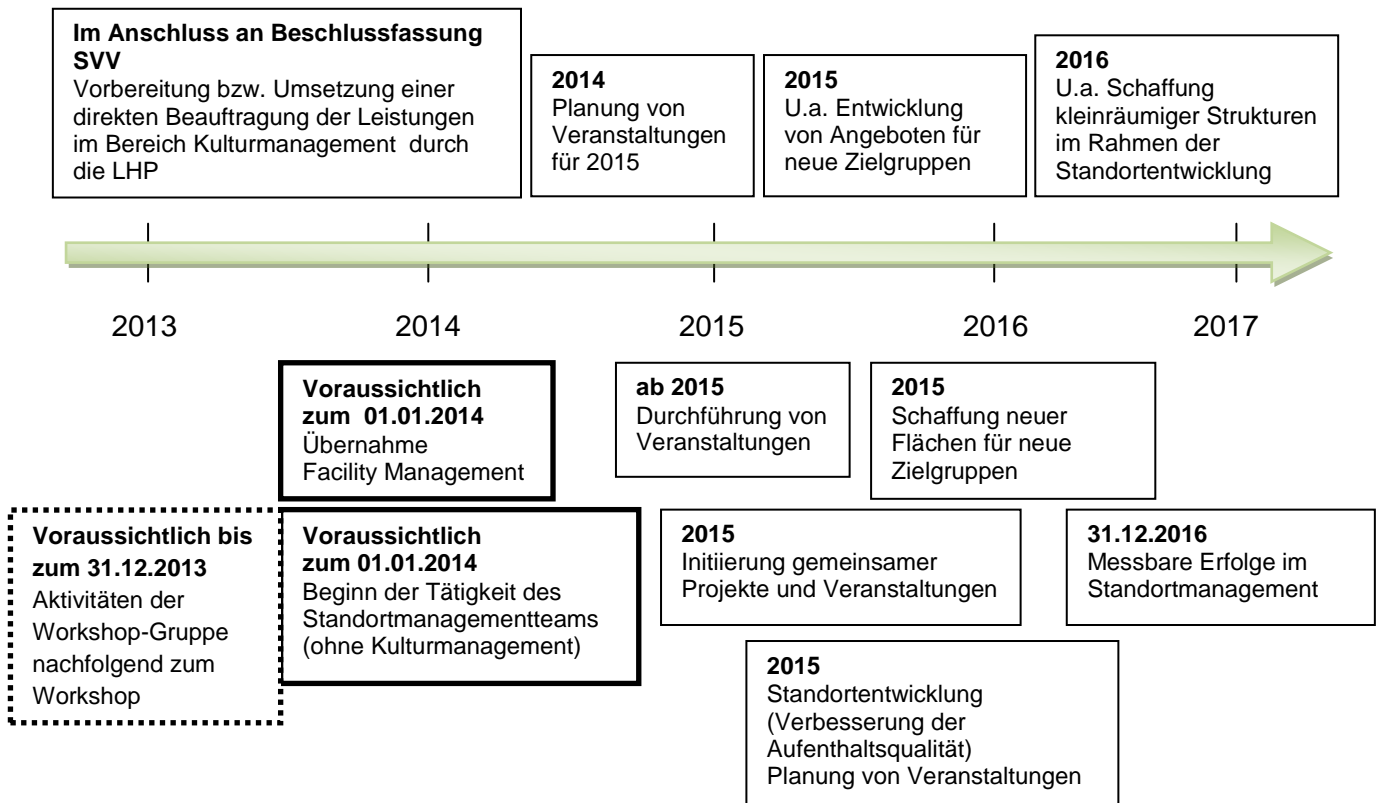 Im Anschluss an Beschlussfassung
SVV
Vorbereitung bzw. Umsetzung einer
direkten Beauftragung der Leistungen
im Bereich Kulturmanagement durch
die LHP
2014
Planung von
Veranstaltungen
für 2015
2015
U.a. Entwicklung
von Angeboten für
neue Zielgruppen
2016
U.a. Schaffung
kleinräumiger Strukturen
im Rahmen der
Standortentwicklung
2013
2014
2015
2016
2017
Voraussichtlich
zum 01.01.2014
Übernahme
Facility Management
ab 2015
Durchführung von
Veranstaltungen
2015
Schaffung neuer
Flächen für neue
Zielgruppen
Voraussichtlich bis
zum 31.12.2013
Aktivitäten der
Workshop-Gruppe
nachfolgend zum
Workshop
Voraussichtlich
zum 01.01.2014
Beginn der Tätigkeit des
Standortmanagementteams
(ohne Kulturmanagement)
2015
Initiierung gemeinsamer
Projekte und Veranstaltungen
31.12.2016
Messbare Erfolge im
Standortmanagement
2015
Standortentwicklung
(Verbesserung der
Aufenthaltsqualität)
Planung von Veranstaltungen